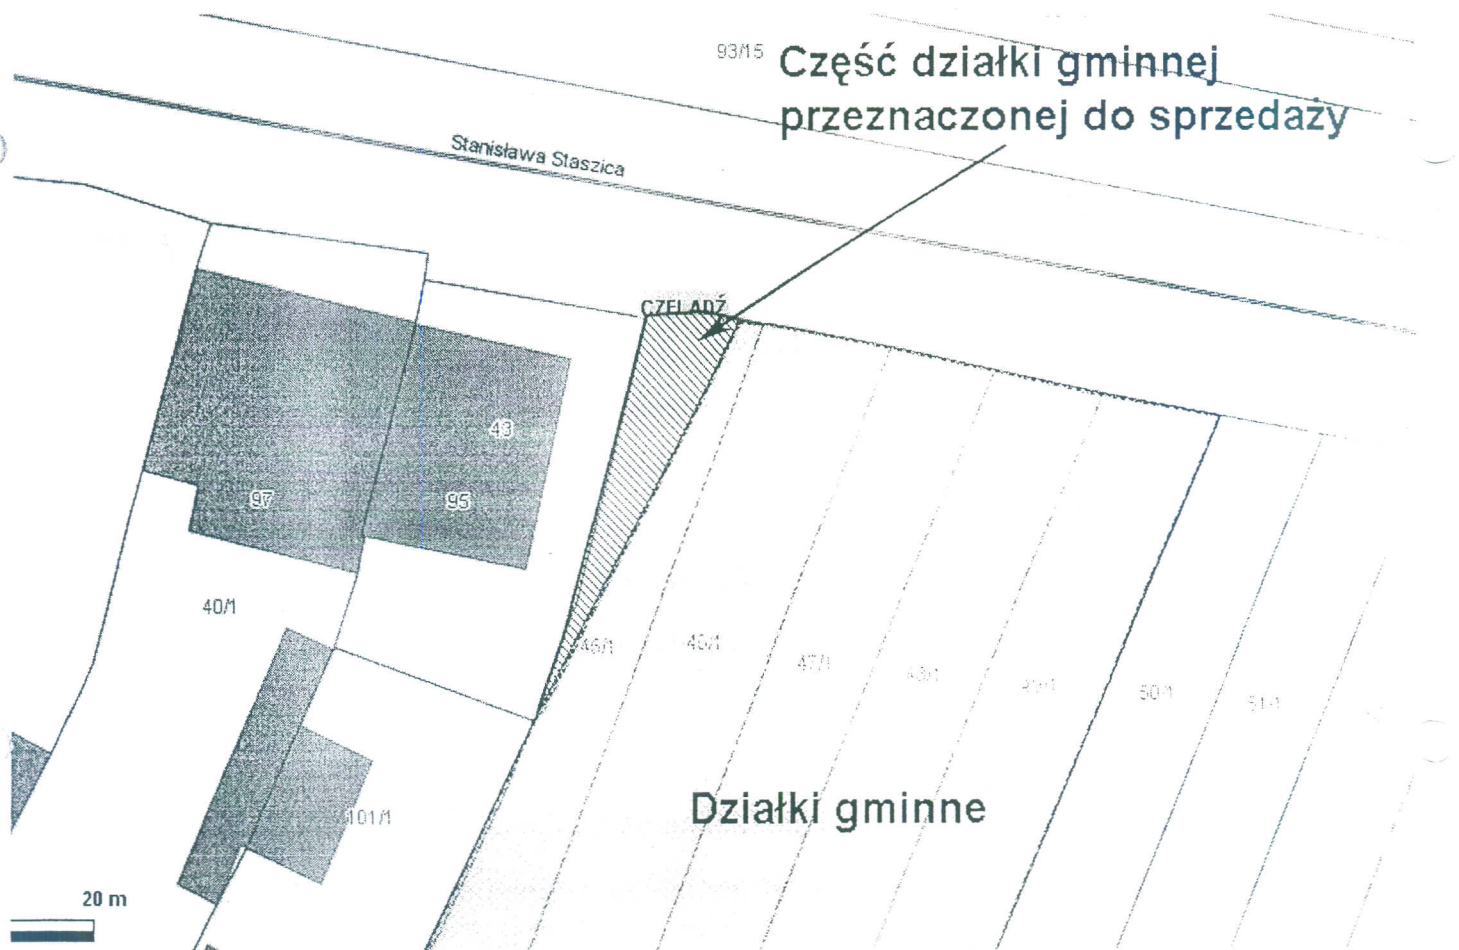 93/15
Część działki gminnej
przeznaczonej do sprzedaży
Stanisława Staszica
CZELADŹ
43
97
95
40/1
46/1
47/1
50/1
51/1
101/1
Działki gminne
20 m